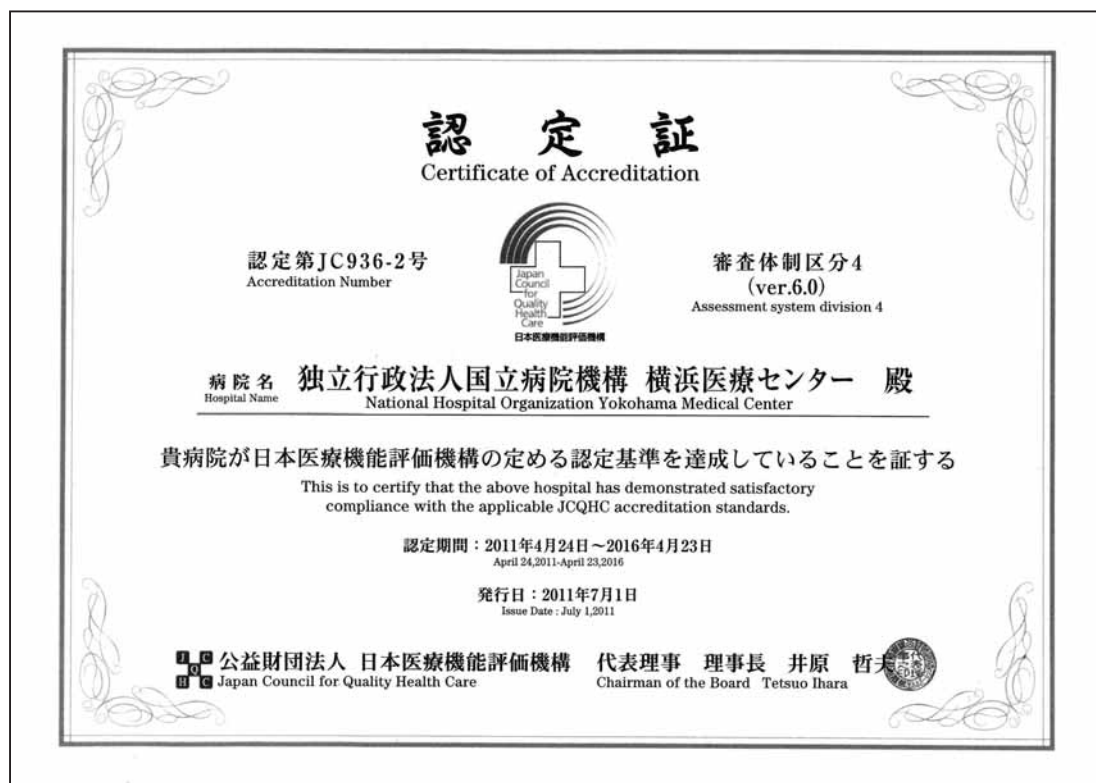 認定証
Certificate of Accreditation
認定第JC936-2号
Accreditation Number
Japan
Council
for
Quality
Health
Care
日本医療機能評価機構
審査体制区分4
(ver.6.0)
Assessment system division 4
病院名 独立行政法人国立病院機構 横浜医療センター 殿
Hospital Name National Hospital Organization Yokohama Medical Center
貴病院が日本医療機能評価機構の定める認定基準を達成していることを証する
This is to certify that the above hospital has demonstrated satisfactory
compliance with the applicable JCQHC accreditation standards.
認定期間:2011年4月24日~2016年4月23日
April 24,2011-April 23,2016
発行日:2011年7月1日
Issue Date : July 1,2011
J C
Q
H C
公益財団法人 日本医療機能評価機構 代表理事 理事長 井原 哲夫
Japan Council for Quality Health Care Chairman of the Board Tetsuo Ihara